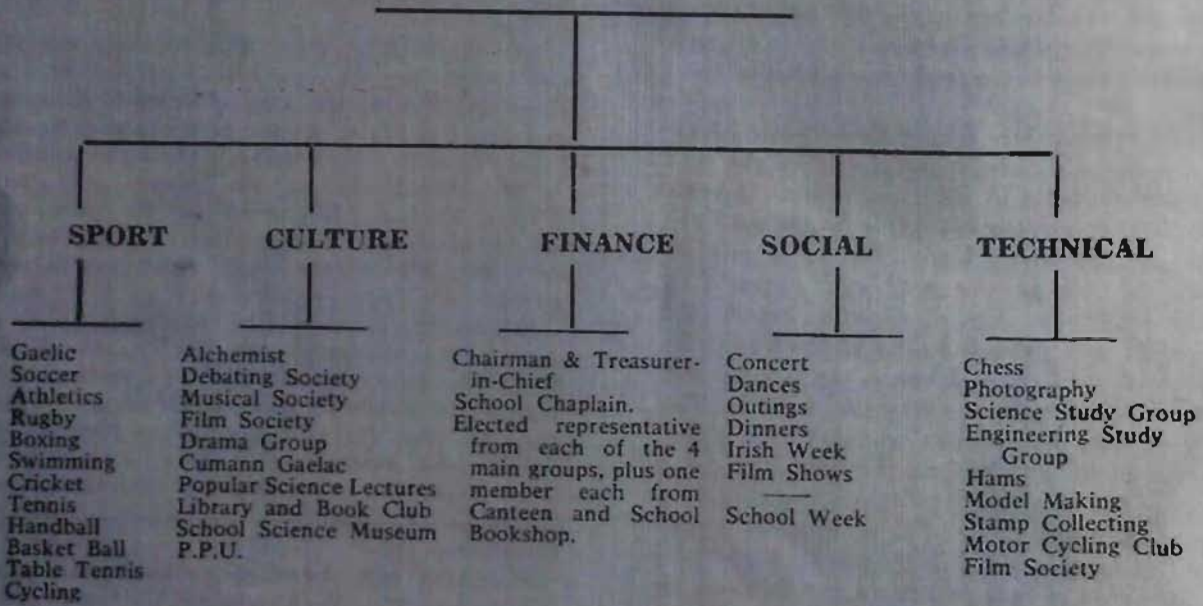 SPORT
CULTURE
FINANCE
SOCIAL
TECHNICAL
Gaelic
Soccer
Athletics
Rugby
Boxing
Swimming
Cricket
Tennis
Handball
Basket Ball
Table Tennis
Cycling
Alchemist
Debating Society
Musical Society
Film Society
Drama Group
Cumann Gaelac
Popular Science Lectures
Library and Book Club
School Science Museum
P.P.U.
Chairman & Treasurer-
in-Chief
School Chaplain.
Elected representative
from each of the 4
main groups, plus one
member each from
Canteen and School
Bookshop.
Concert
Dances
Outings
Dinners
Irish Week
Film Shows
School Week
Chess
Photography
Science Study Group
Engineering Study
Group
Hams
Model Making
Stamp Collecting
Motor Cycling Club
Film Society